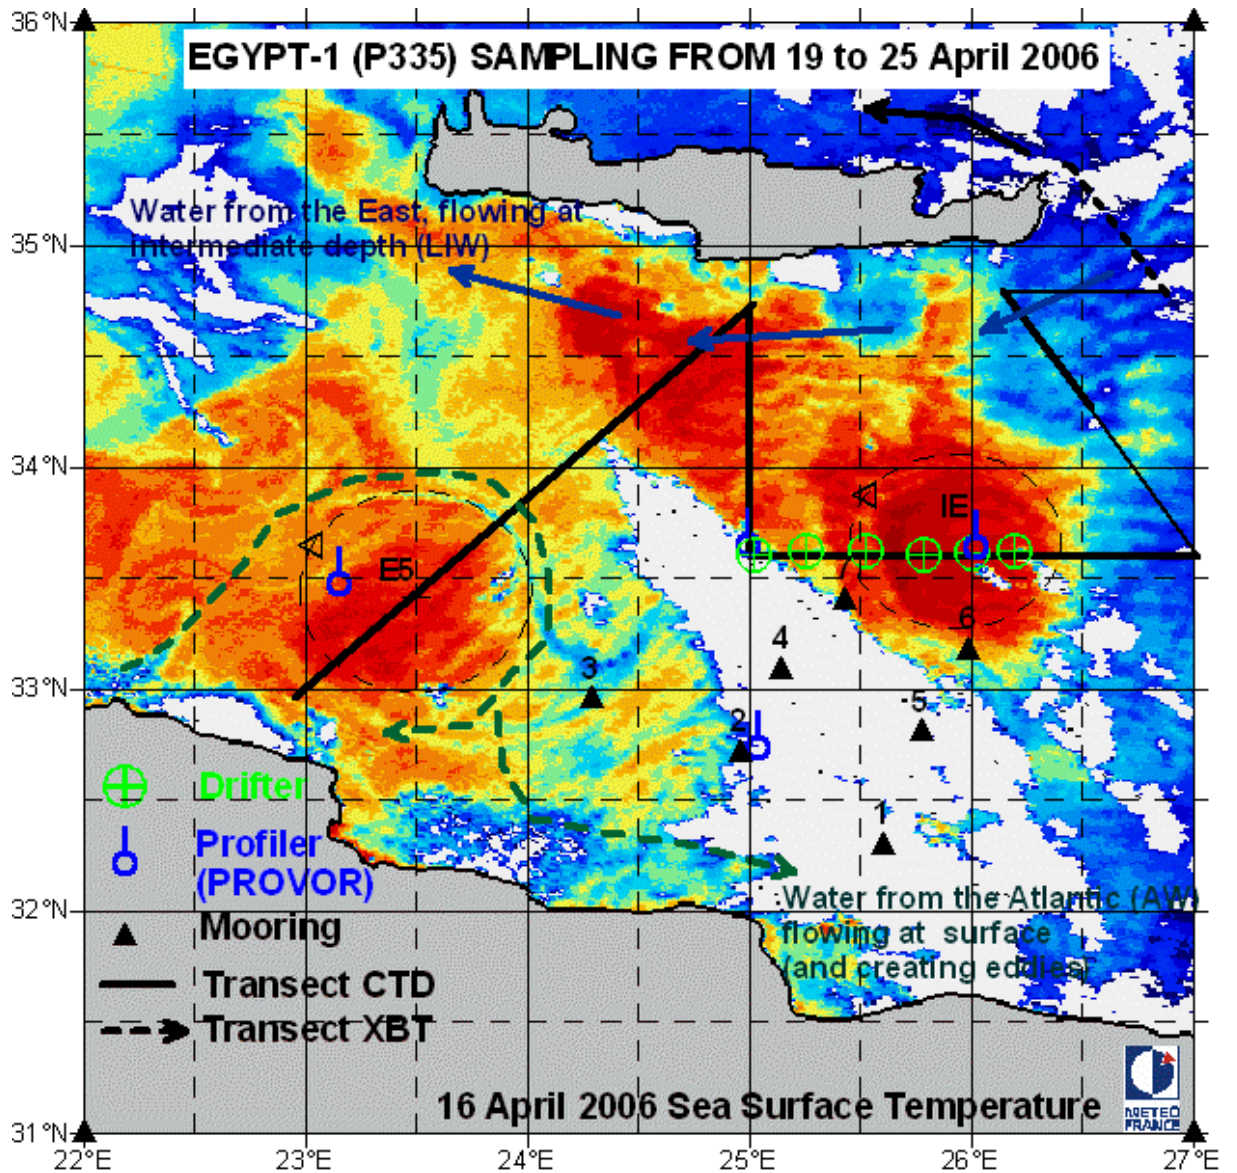 36°N
EGYPT-1 (P335) SAMPLING FROM 19 to 25 April 2006
Water from the East, flowing at
intermediate depth (LIW)
35°N
34°N
IE
E5
6
4
3
33°N
5
2
Drifter
1
Profiler
(PROVOR)
Water from the Atlantic (AW)
flowing at surface
(and creating eddies)
32°N
Mooring
Transect CTD
Transect XBT
16 April 2006 Sea Surface Temperature
METEO
FRANCE
31°N
22°E
23°E
24°E
25°E
26°E
27°E